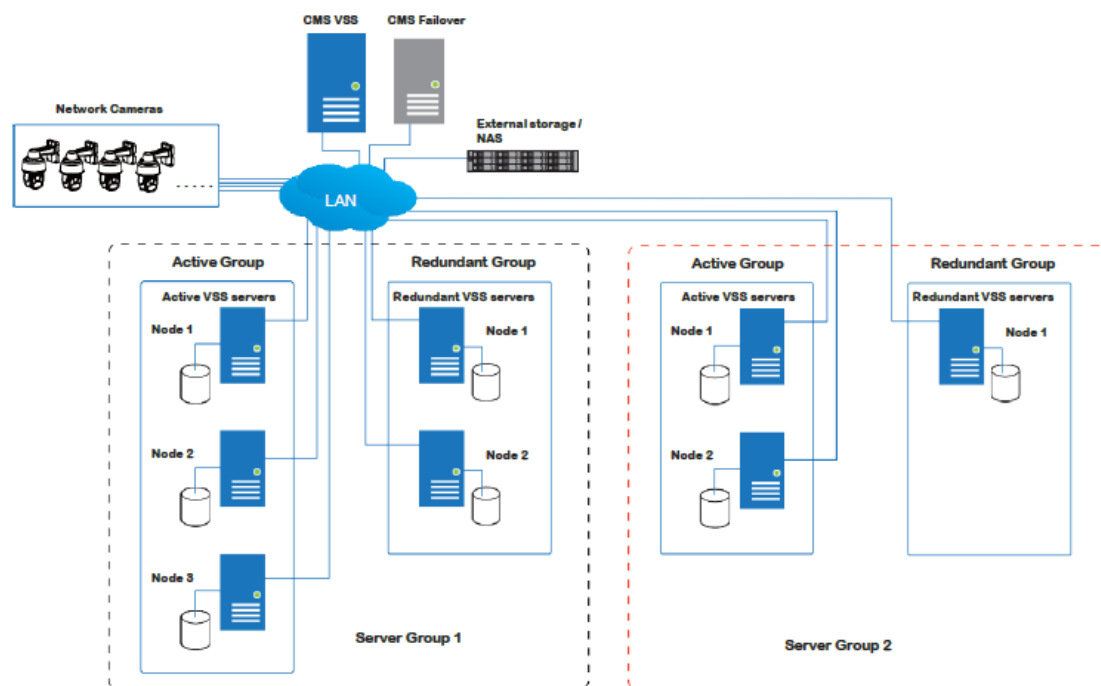 CMS VSS
CMS Failover
Network Cameras
External storage /
NAS
LAN
Active Group
Redundant Group
Active VSS servers
Redundant VSS servers
Node 1
Node 1
Node 2
Node 2
Node 3
Server Group 1
Active Group
Redundant Group
Active VSS servers
Redundant VSS servers
Node 1
Node 1
Node 2
Server Group 2